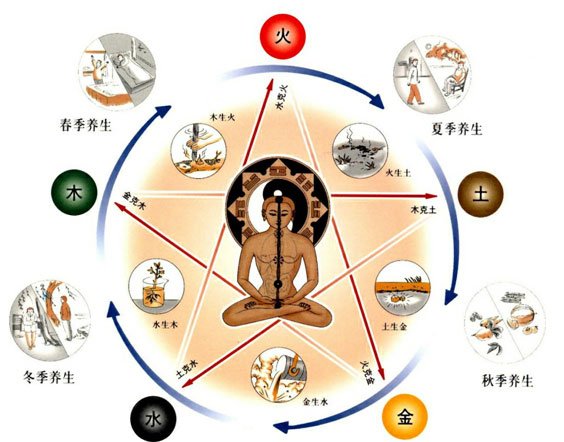 火
水克火
木生火
春季养生
夏季养生
火生土
木
金克木
木克土
土
水生木
土生金
冬季养生
土克水
火克金
秋季养生
金生水
水
金